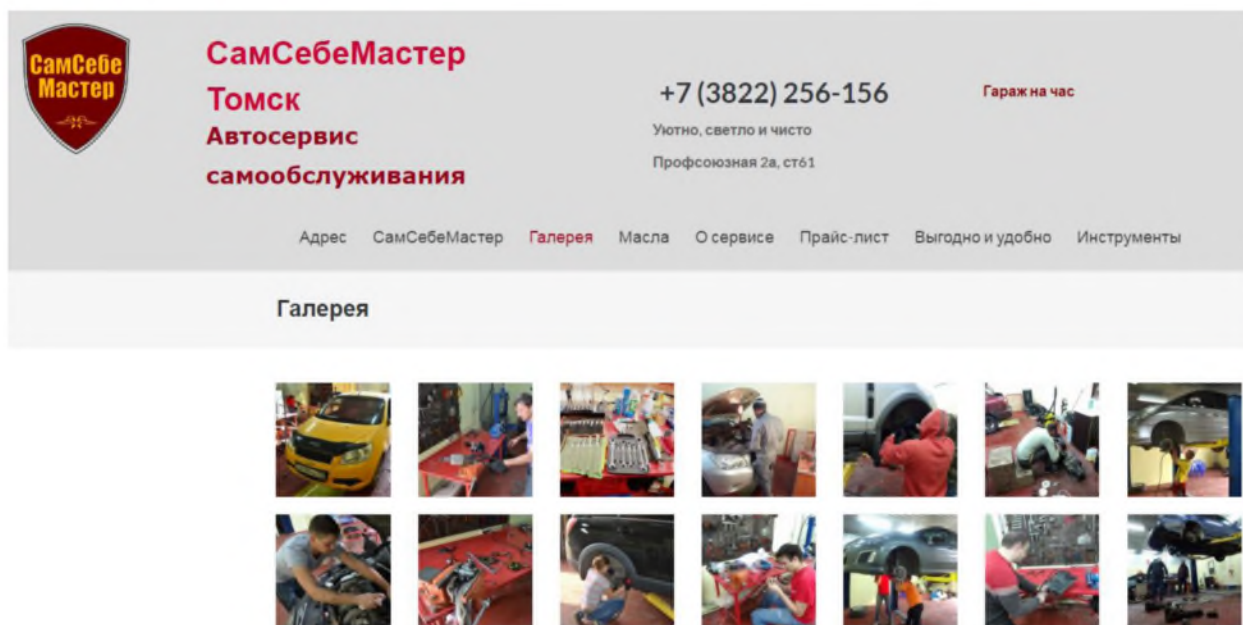 СамСебе
Мастер
СамСебеМастер
Томск
Автосервис
самообслуживания
+7 (3822) 256-156
Уютно, светло и чисто
Профсоюзная 2а, ст61
Гараж на час
Адрес СамСебеМастер Галерея Масла О сервисе Прайс-лист Выгодно и удобно Инструменты
Галерея